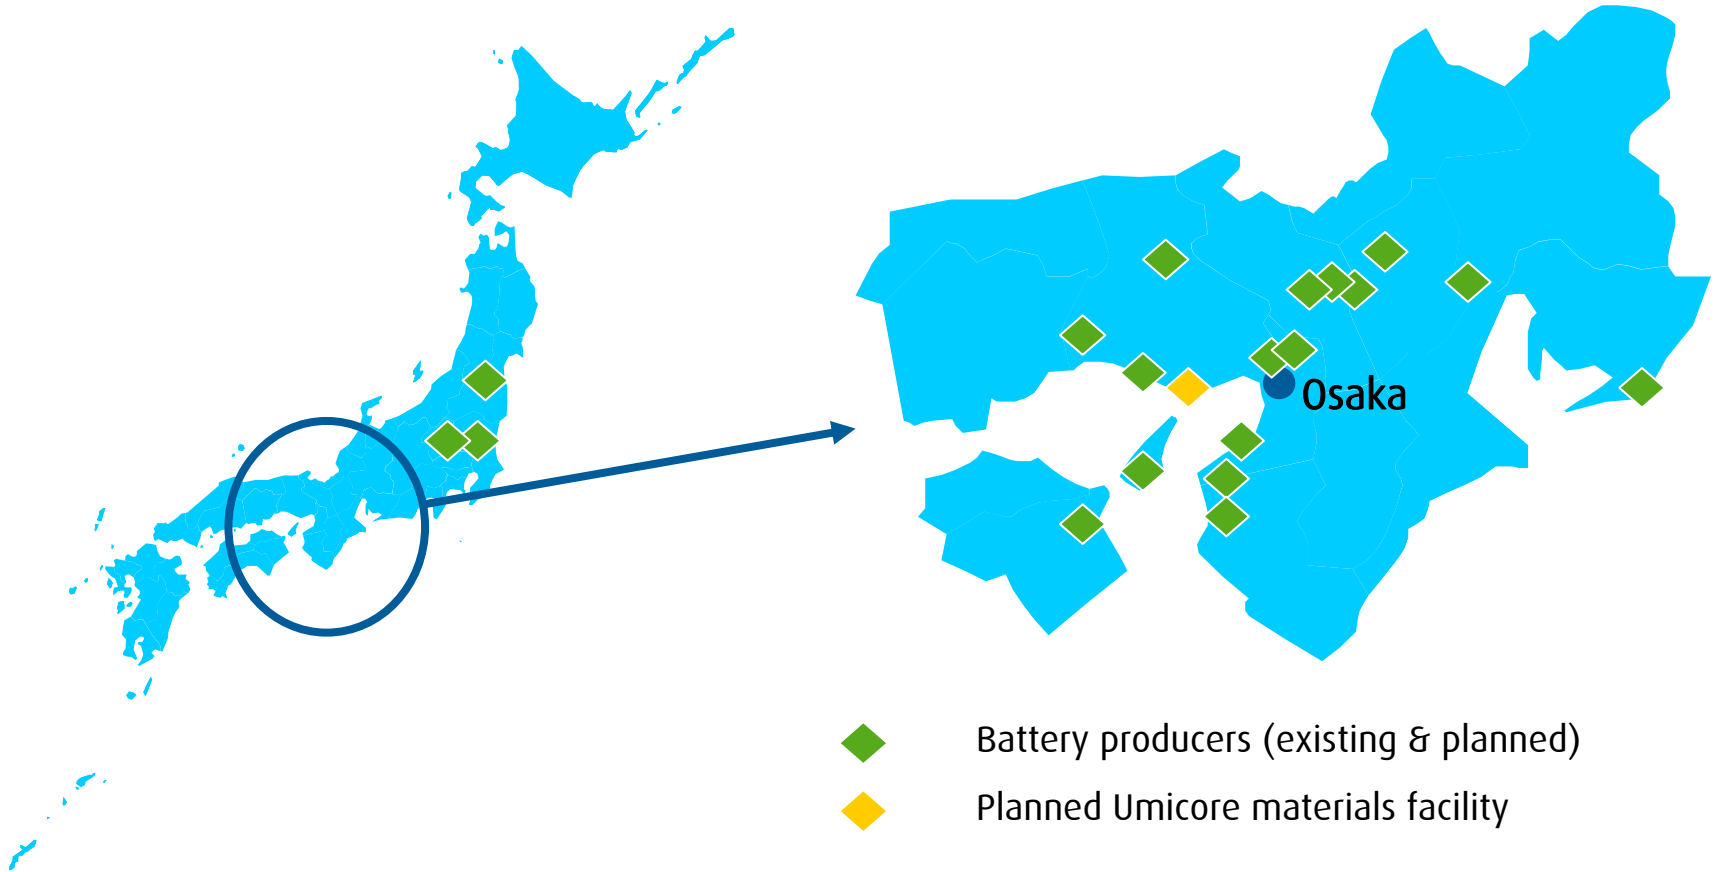 Osaka
Battery producers (existing & planned)
Planned Umicore materials facility